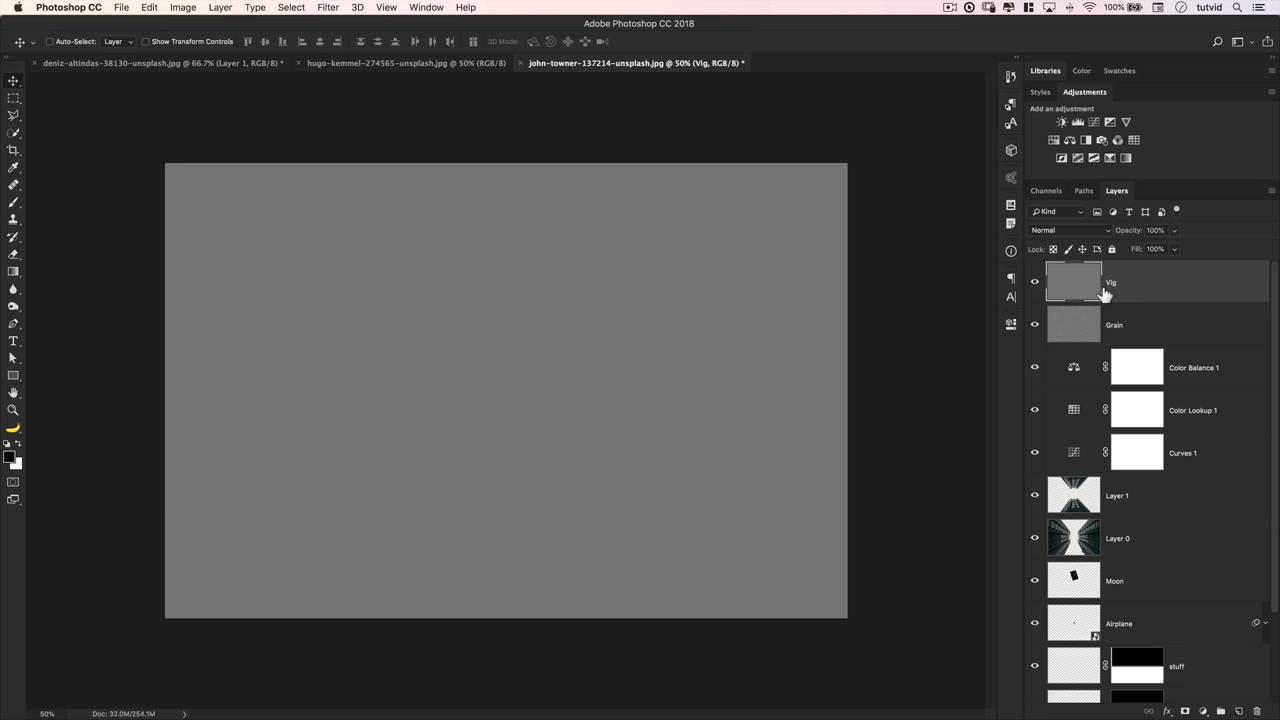 Photoshop CC File Edit Image Layer Type Select Filter 3D View Window Help 100% tutvid
Adobe Photoshop CC 2018
Auto-Select: Layer Show Transform Controls 3D Mode:
deniz-altindas-38130-unsplash.jpg @ 66.7% (Layer 1, RGB/8) * hugo-kemmel-274565-unsplash.jpg @ 50% (RGB/8) john-towner-137214-unsplash.jpg @ 50% (Vig, RGB/8) *
Libraries Color Swatches
Styles Adjustments
Add an adjustment
Channels Paths Layers
Kind
Normal Opacity: 100%
Lock: Fill: 100%
Vig
Grain
Color Balance 1
Color Lookup 1
Curves 1
Layer 1
Layer 0
Moon
Airplane
stuff
50% Doc: 32.0M/254.1M